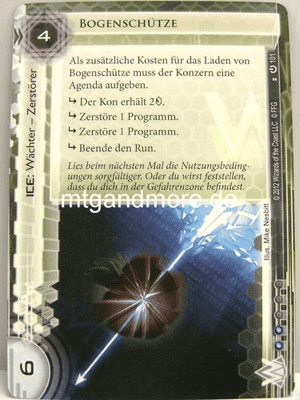 BOGENSCHÜTZE
4
Als zusätzliche Kosten für das Laden von
Bogenschütze muss der Konzern eine
Agenda aufgeben.
↳ Der Kon erhält 2
↳ Zerstöre 1 Programm.
↳ Zerstöre 1 Programm.
↳ Beende den Run.
Lies beim nächsten Mal die Nutzungsbedin-
gungen sorgfältiger. Oder du wirst feststellen,
dass du dich in der Gefahrenzone befindest.
ICE: Wächter – Zerstörer
101
© 2012 Wizards of the Coast LLC. © FFG
Illus. Mike Nesbitt
mtgandmore.de
6